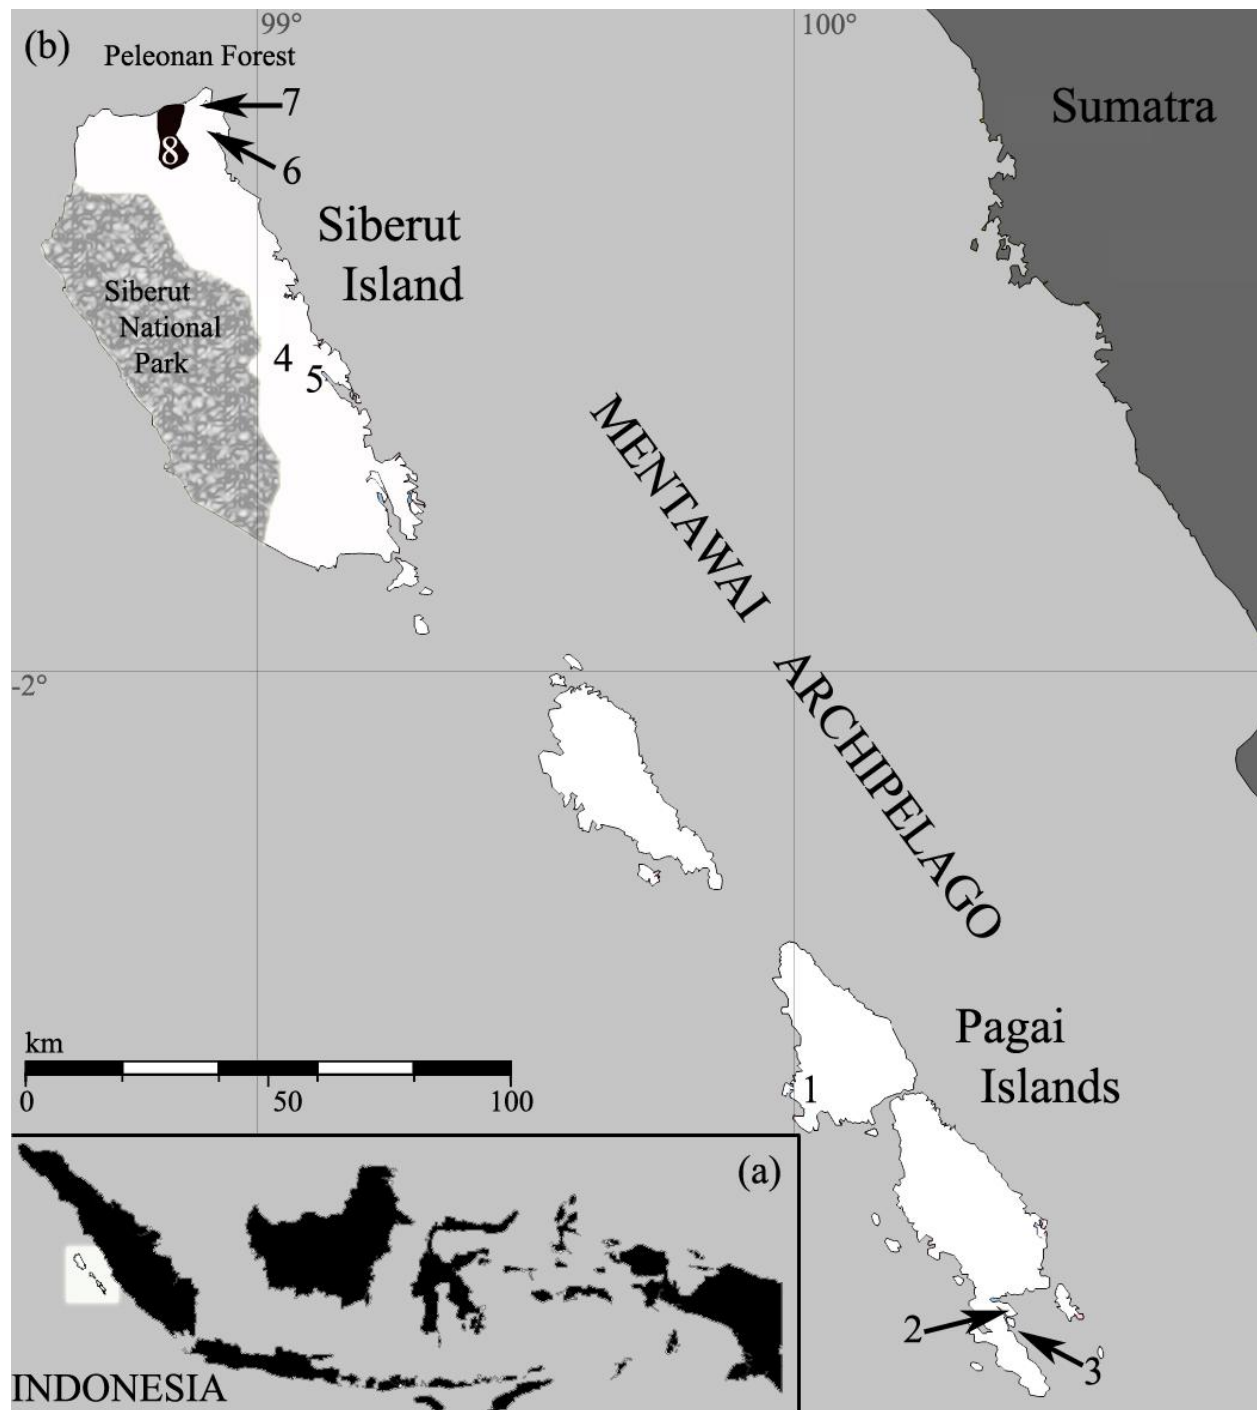 99°
100°
(b)
Peleonan Forest
Sumatra
7
8
6
Siberut
Island
Siberut
National
Park
4
5
MENTAWAI ARCHIPELAGO
-2°
Pagai
Islands
km
0 50 100
1
(a)
2
3
INDONESIA